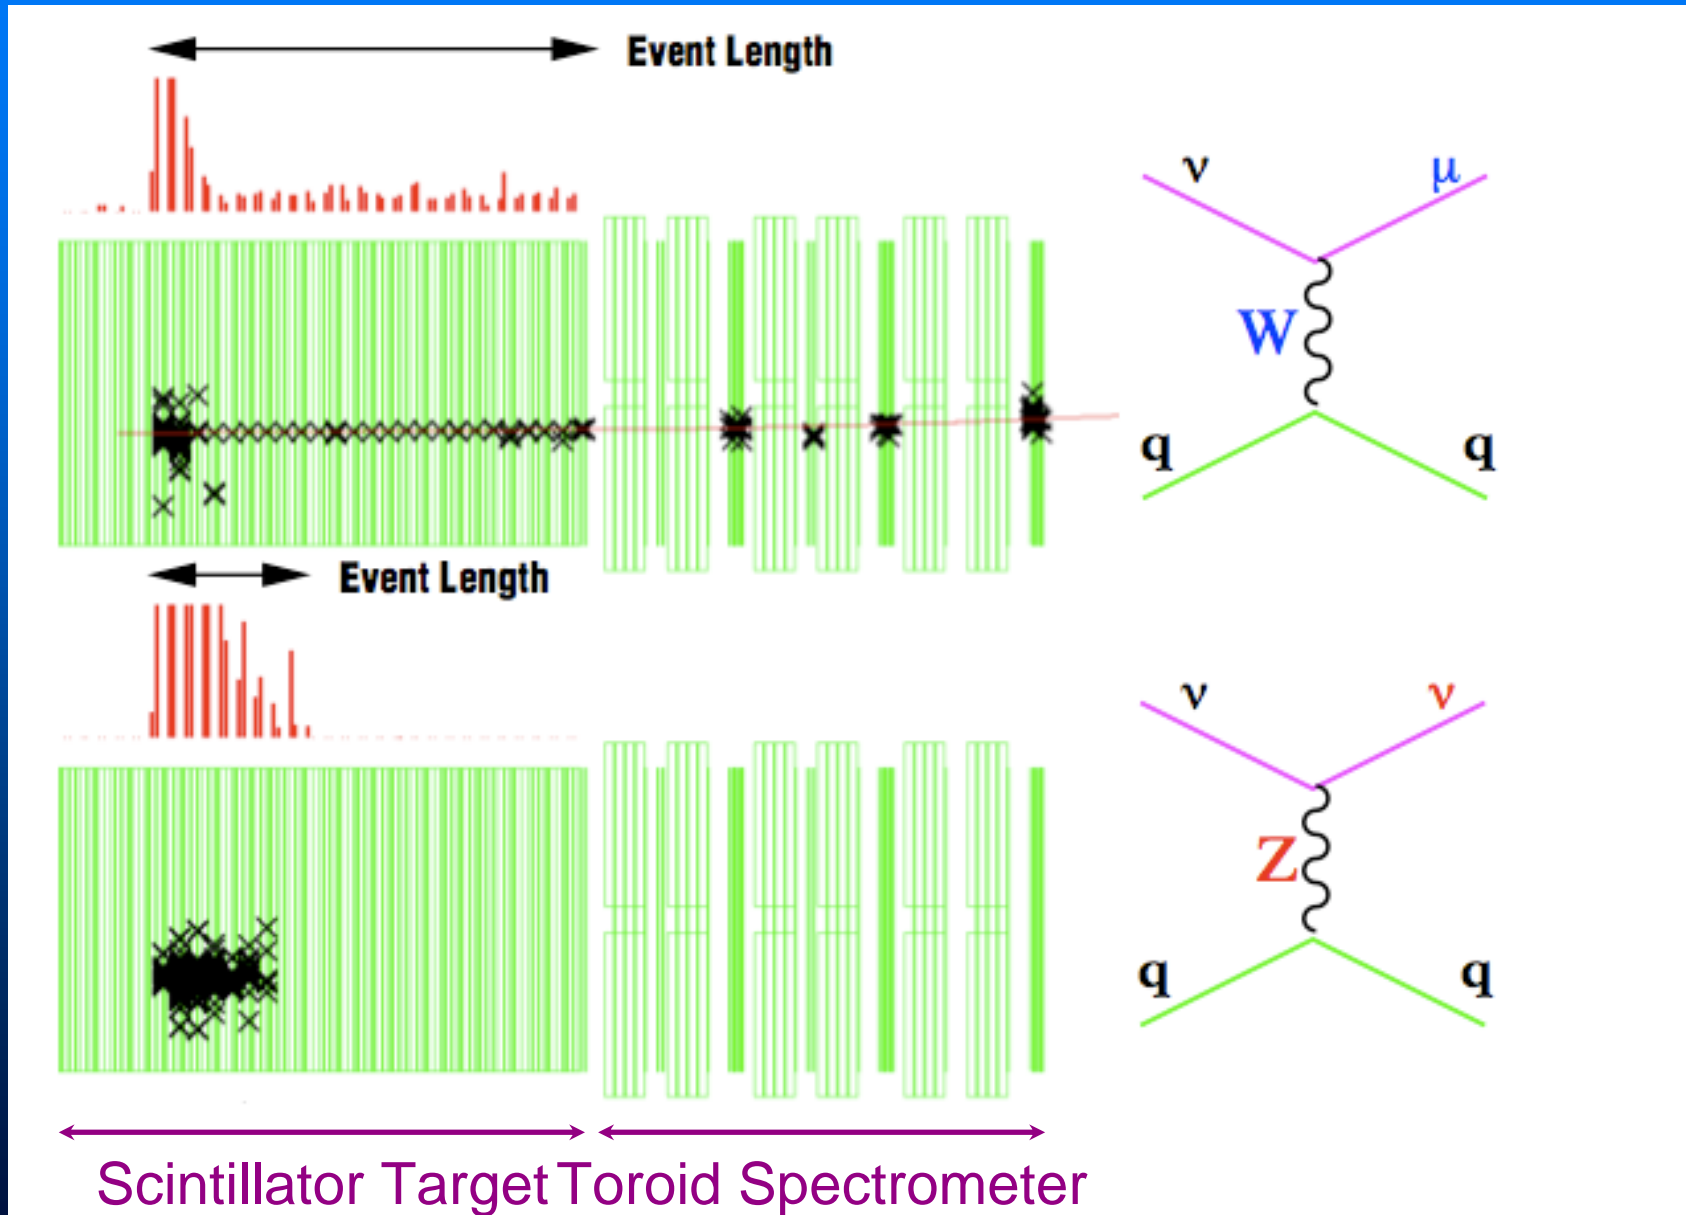 Event Length
ν μ
W
q q
Event Length
ν ν
Z
q q
Scintillator Target Toroid Spectrometer